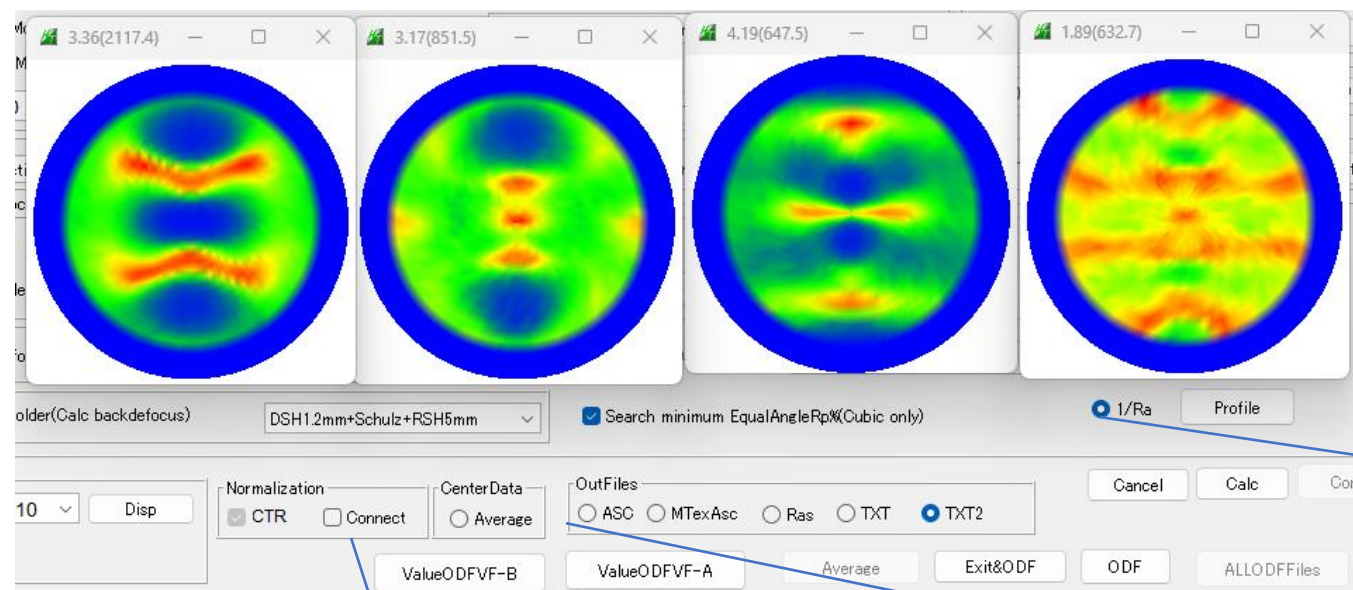 3.36(2117.4)
3.17(851.5)
4.19(647.5)
1.89(632.7)
older(Calc backdefocus)
DSH1.2mm+Schulz+RSH5mm
Search minimum EqualAngleRp%(Cubic only)
1/Ra
Profile
10
Disp
Normalization
CTR
Connect
CenterData
Average
OutFiles
ASC
MTexAsc
Ras
TXT
TXT2
Cancel
Calc
ValueODFVF-B
ValueODFVF-A
Average
Exit&ODF
ODF
ALLODFFiles